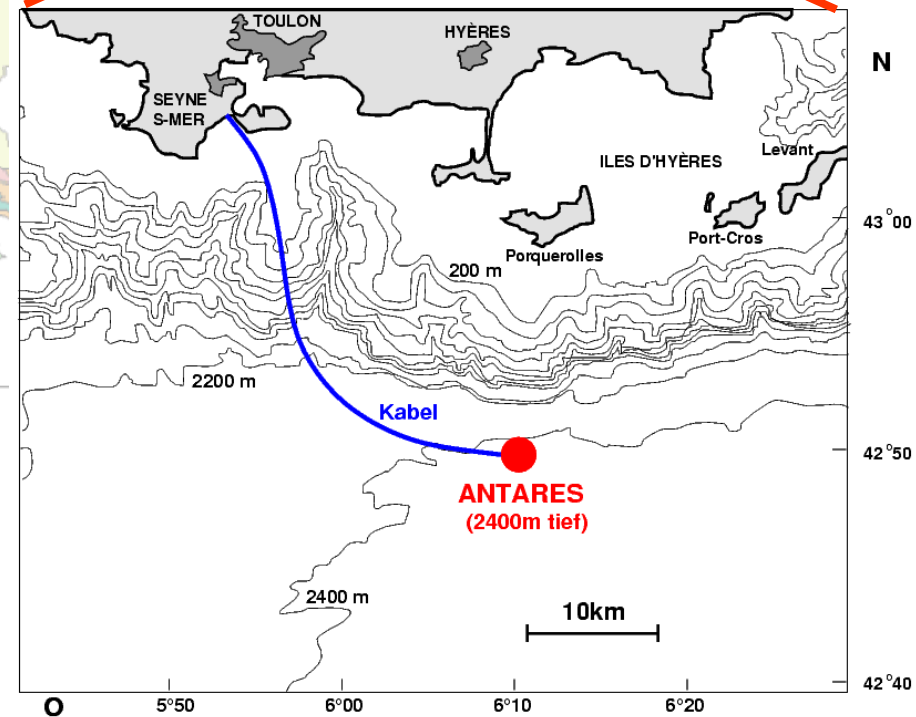 TOULON
HYÈRES
N
SEYNE
S-MER
Levant
ILES D'HYÈRES
43°00
Port-Cros
Porquerolles
200 m
2200 m
Kabel
42°50
ANTARES
(2400m tief)
2400 m
10km
42°40
O
5°50
6°00
6°10
6°20